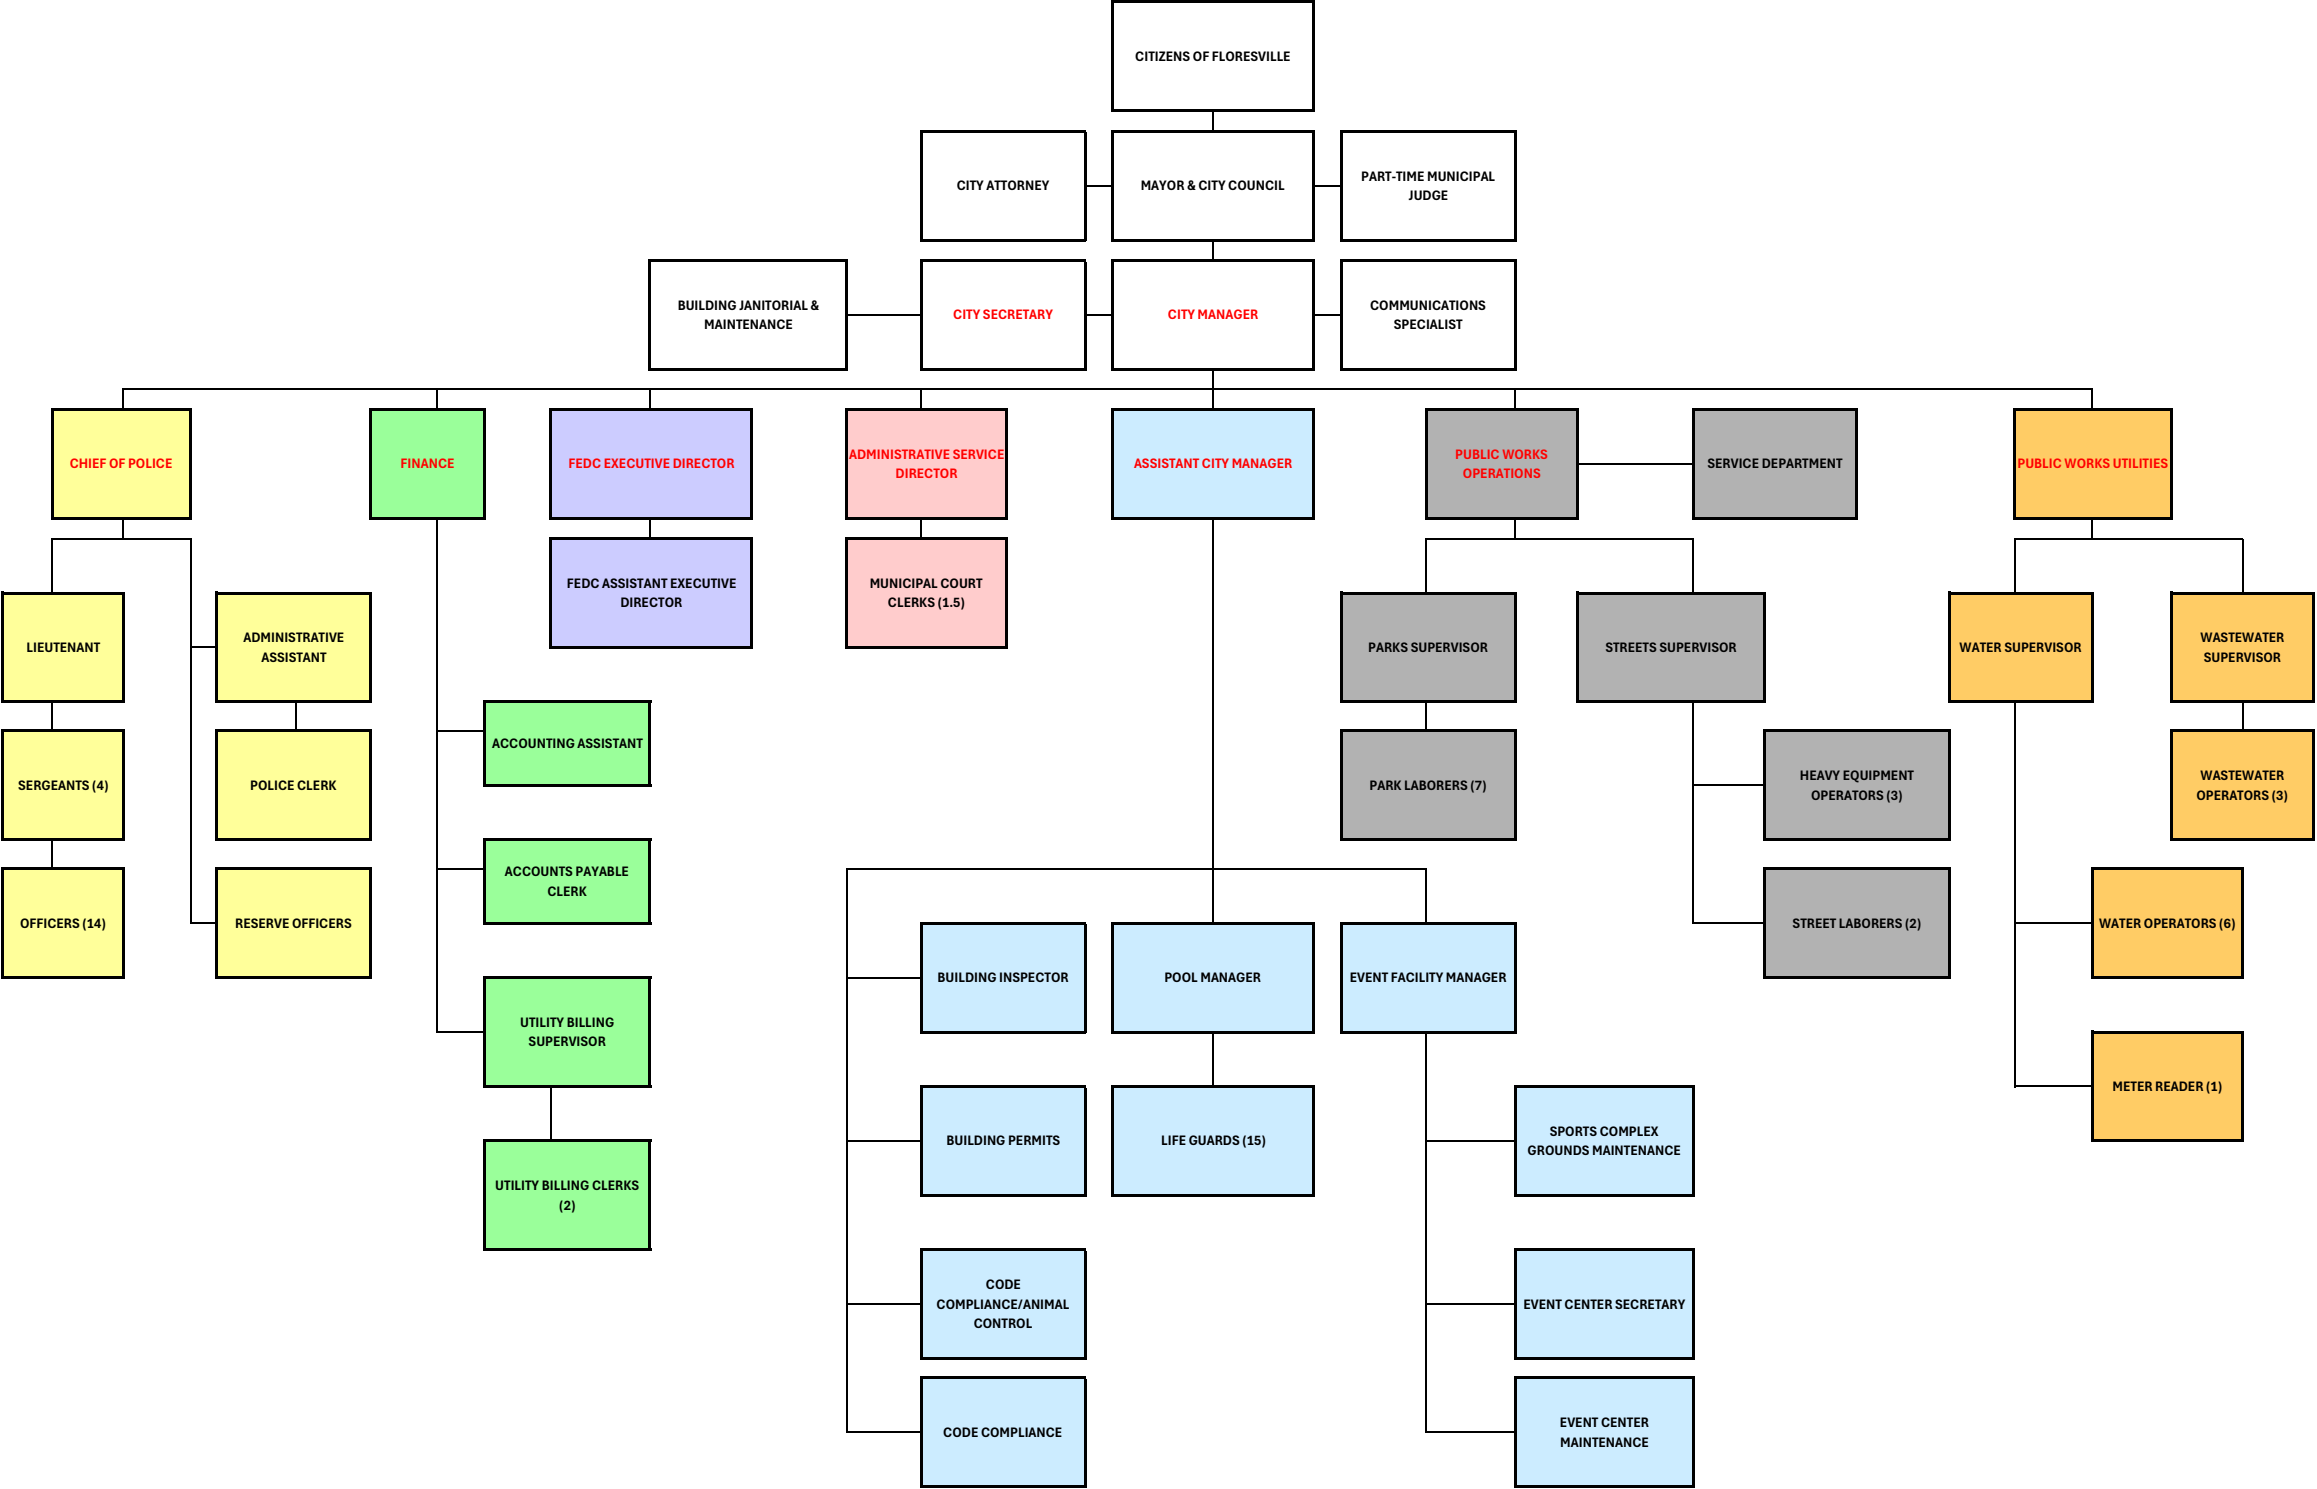 CITIZENS OF FLORESVILLE
CITY ATTORNEY
MAYOR & CITY COUNCIL
PART-TIME MUNICIPAL
JUDGE
BUILDING JANITORIAL &
MAINTENANCE
CITY SECRETARY
CITY MANAGER
COMMUNICATIONS
SPECIALIST
CHIEF OF POLICE
FINANCE
FEDC EXECUTIVE DIRECTOR
ADMINISTRATIVE SERVICE
DIRECTOR
ASSISTANT CITY MANAGER
PUBLIC WORKS
OPERATIONS
SERVICE DEPARTMENT
PUBLIC WORKS UTILITIES
FEDC ASSISTANT EXECUTIVE
DIRECTOR
MUNICIPAL COURT
CLERKS (1.5)
LIEUTENANT
ADMINISTRATIVE
ASSISTANT
PARKS SUPERVISOR
STREETS SUPERVISOR
WATER SUPERVISOR
WASTEWATER
SUPERVISOR
ACCOUNTING ASSISTANT
SERGEANTS (4)
POLICE CLERK
PARK LABORERS (7)
HEAVY EQUIPMENT
OPERATORS (3)
WASTEWATER
OPERATORS (3)
ACCOUNTS PAYABLE
CLERK
OFFICERS (14)
RESERVE OFFICERS
STREET LABORERS (2)
WATER OPERATORS (6)
BUILDING INSPECTOR
POOL MANAGER
EVENT FACILITY MANAGER
UTILITY BILLING
SUPERVISOR
METER READER (1)
BUILDING PERMITS
LIFE GUARDS (15)
SPORTS COMPLEX
GROUNDS MAINTENANCE
UTILITY BILLING CLERKS
(2)
CODE
COMPLIANCE/ANIMAL
CONTROL
EVENT CENTER SECRETARY
CODE COMPLIANCE
EVENT CENTER
MAINTENANCE